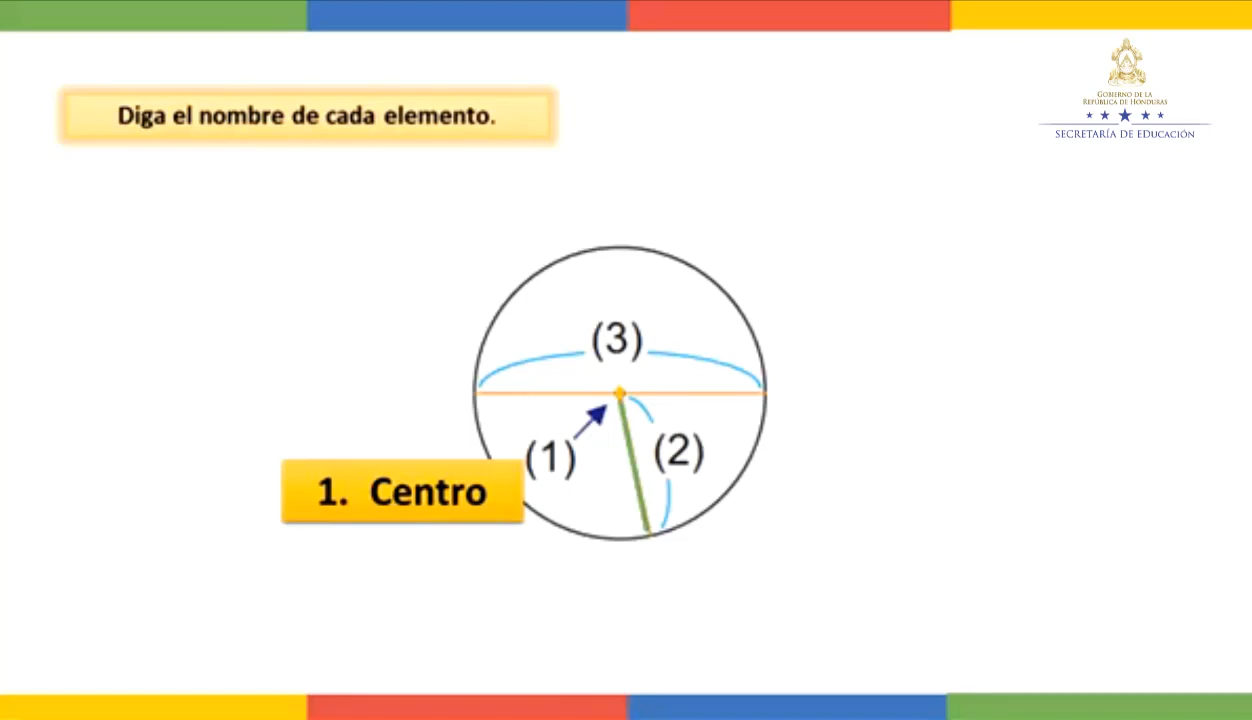 Diga el nombre de cada elemento.
GOBIERNO DE LA
REPÚBLICA DE HONDURAS
SECRETARÍA DE EDUCACIÓN
(3)
(1)
(2)
1. Centro